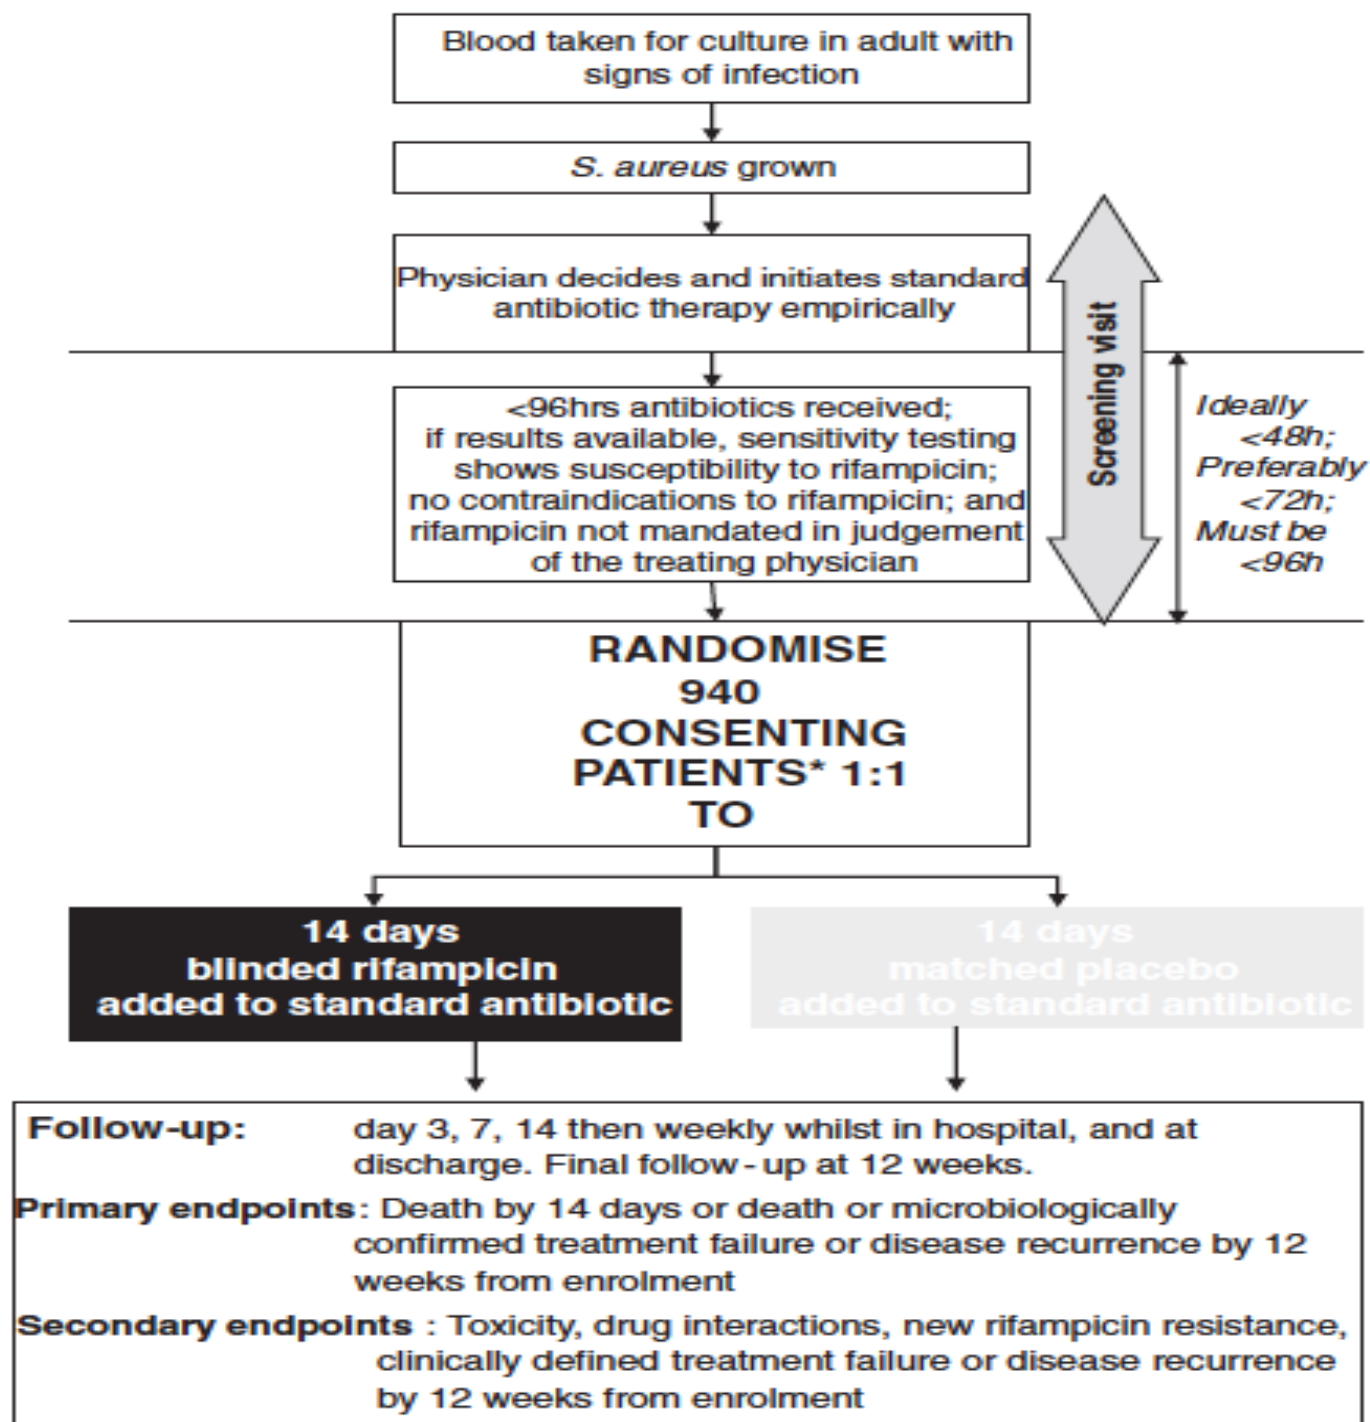 Blood taken for culture in adult with
signs of infection
S. aureus grown
Physician decides and initiates standard
antibiotic therapy empirically
<96hrs antibiotics received;
if results available, sensitivity testing
shows susceptibility to rifampicin;
no contraindications to rifampicin; and
rifampicin not mandated in judgement
of the treating physician
Screening visit
Ideally
<48h;
Preferably
<72h;
Must be
<96h
RANDOMISE
940
CONSENTING
PATIENTS* 1:1
TO
14 days
blinded rifampicin
added to standard antibiotic
14 days
matched placebo
added to standard antibiotic
Follow-up: day 3, 7, 14 then weekly whilst in hospital, and at
discharge. Final follow-up at 12 weeks.
Primary endpoints: Death by 14 days or death or microbiologically
confirmed treatment failure or disease recurrence by 12
weeks from enrolment
Secondary endpoints : Toxicity, drug interactions, new rifampicin resistance,
clinically defined treatment failure or disease recurrence
by 12 weeks from enrolment